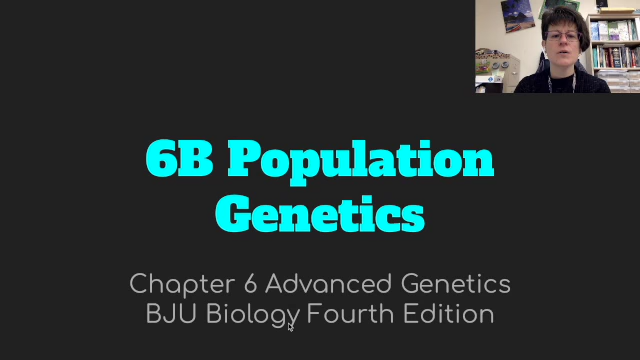 6B Population
Genetics
Chapter 6 Advanced Genetics
BJU Biology Fourth Edition